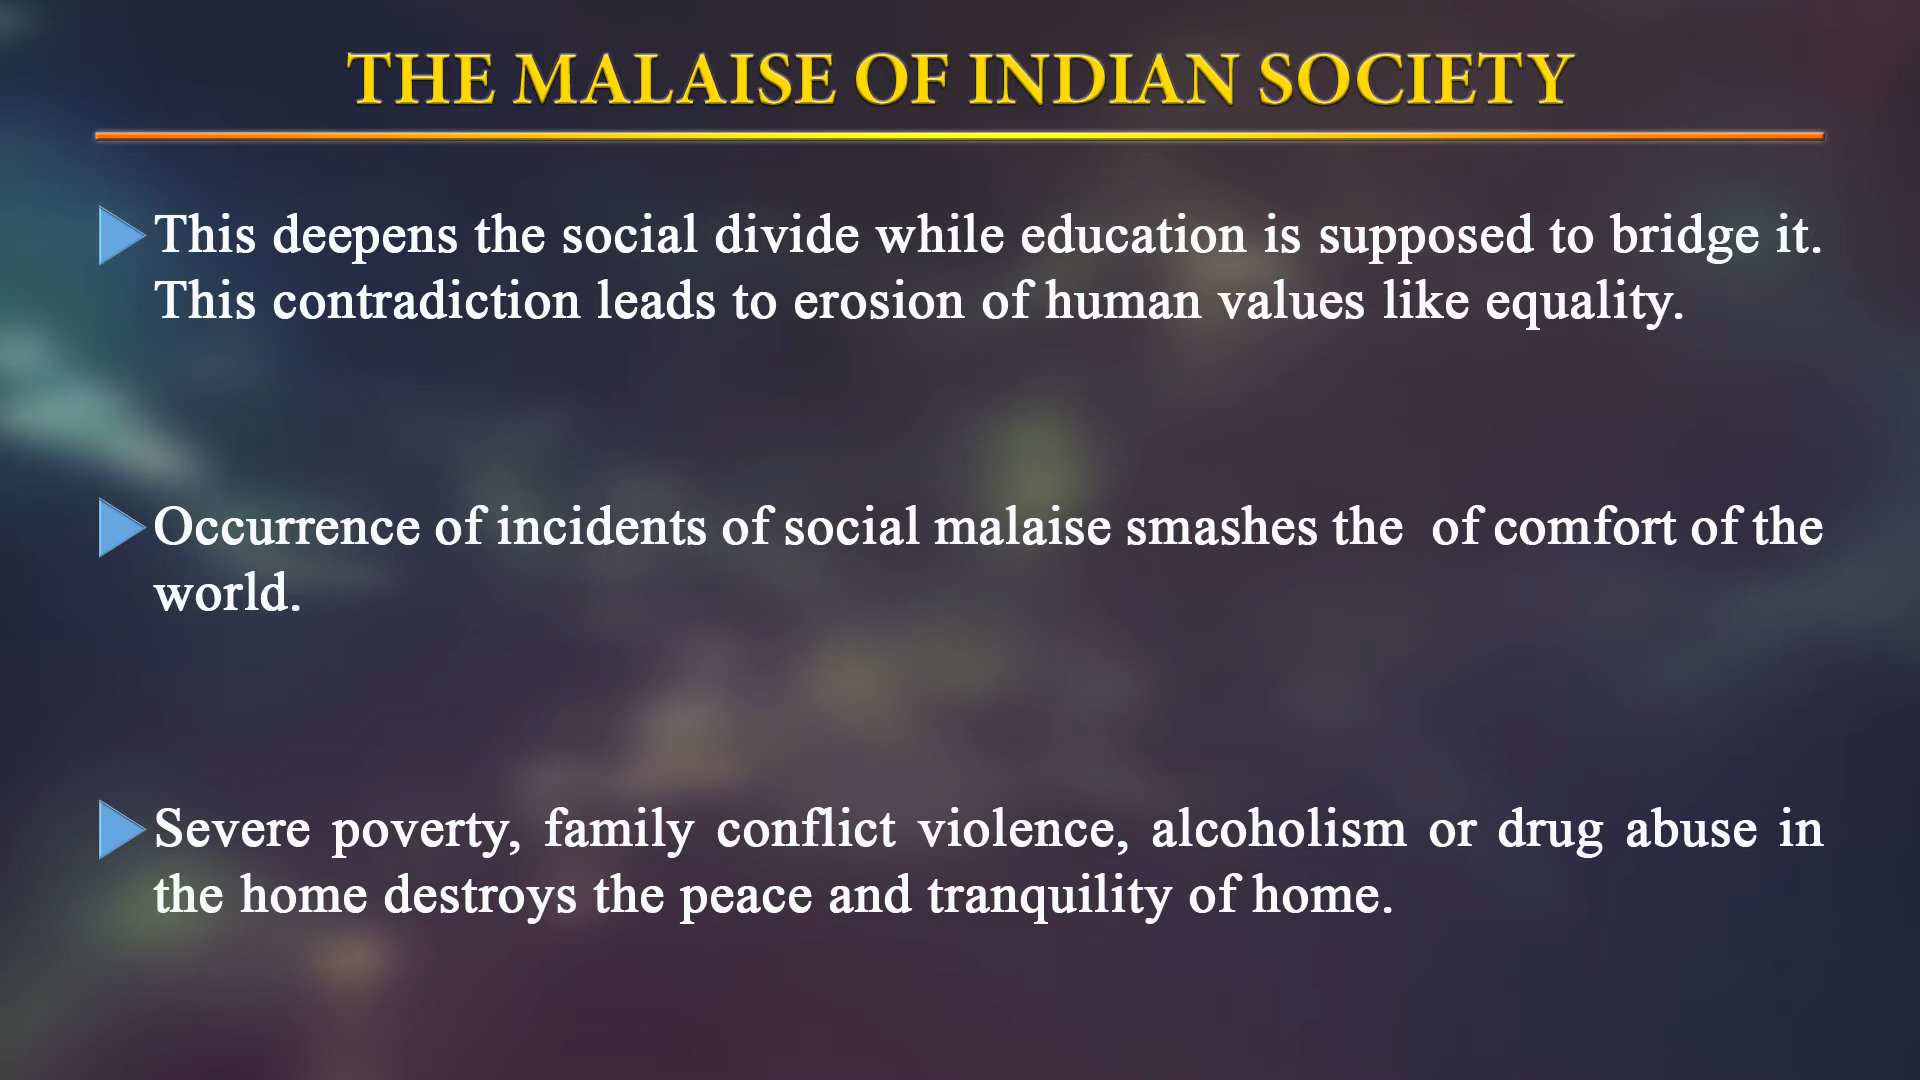 THE MALAISE OF INDIAN SOCIETY
This deepens the social divide while education is supposed to bridge it.
This contradiction leads to erosion of human values like equality.
Occurrence of incidents of social malaise smashes the  of comfort of the
world.
Severe poverty, family conflict violence, alcoholism or drug abuse in
the home destroys the peace and tranquility of home.